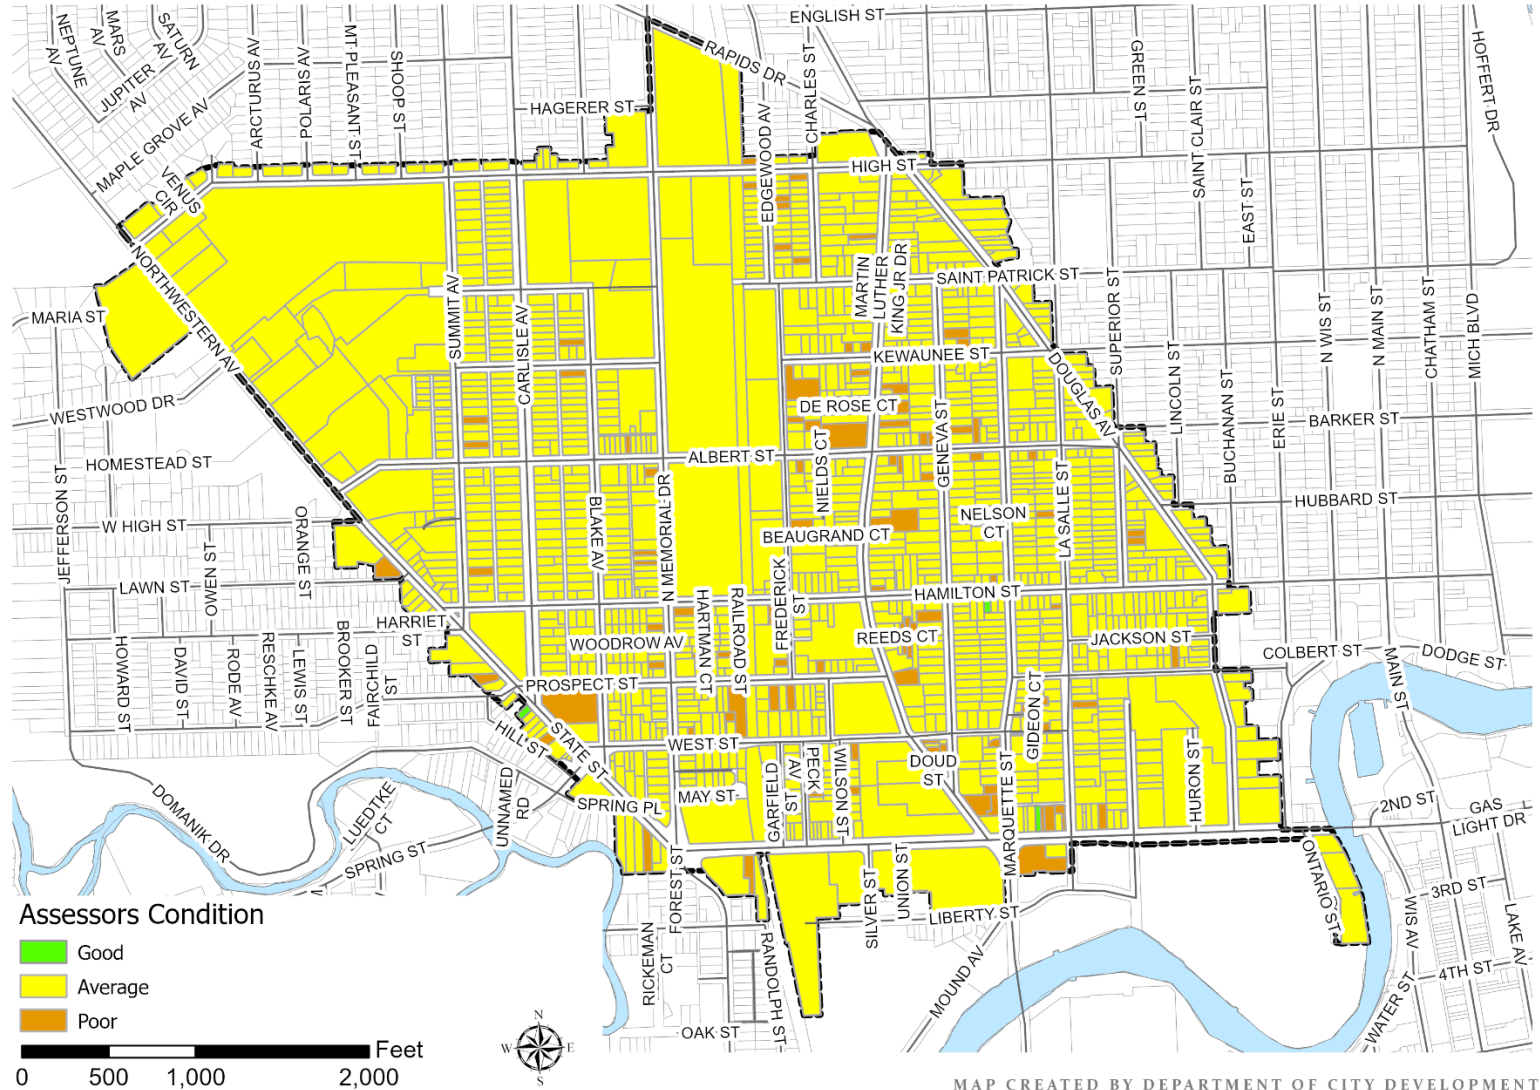 ENGLISH ST
RAPIDS DR
NEPTUNE
AV
MARS
AV
SATURN
AV
JUPITER
AV
MAPLE GROVE AV
ARCTURUS AV
POLARIS AV
MT PLEASANT ST
SHOOP ST
HAGERER ST
EDGEWOOD AV
CHARLES ST
GREEN ST
SAINT CLAIR ST
EAST ST
HOFFERT DR
HIGH ST
VENUS
CIR
NORTHWESTERN AV
MARIA ST
WESTWOOD DR
SUMMIT AV
CARLISLE AV
MARTIN
LUTHER
KING JR DR
SAINT PATRICK ST
SUPERIOR ST
KEWAUNEE ST
DOUGLAS AV
LINCOLN ST
BUCHANAN ST
ERIE ST
N WIS ST
N MAIN ST
CHATHAM ST
MICH BLVD
DE ROSE CT
NIELDS CT
GENEVA ST
BARKER ST
JEFFERSON ST
HOMESTEAD ST
ALBERT ST
LA SALLE ST
HUBBARD ST
W HIGH ST
ORANGE ST
BLAKE AV
N MEMORIAL DR
BEAUGRAND CT
NELSON
CT
LAWN ST
OWEN ST
HARRIET
ST
HARTMAN CT
RAILROAD ST
FREDERICK
ST
HAMILTON ST
WOODROW AV
REEDS CT
JACKSON ST
HOWARD ST
DAVID ST
RODE AV
RESCHKE AV
LEWIS ST
BROOKER ST
FAIRCHILD
ST
COLBERT ST
DODGE ST
MAIN ST
PROSPECT ST
GIDEON CT
HILL ST
STATE ST
WEST ST
DOUD
ST
HURON ST
DOMANIK DR
LUEDTKE
CT
UNNAMED
RD
SPRING PL
MAY ST
GARFIELD
ST
PECK
AV
WILSON ST
MARQUETTE ST
2ND ST
GAS
LIGHT DR
SPRING ST
FOREST ST
SILVER ST
UNION ST
LIBERTY ST
ONTARIO ST
3RD ST
WIS AV
LAKE AV
RICKEMAN
CT
RANDOLPH ST
MOUND AV
4TH ST
WATER ST
OAK ST
Assessors Condition
Good
Average
Poor
Feet
0 500 1,000 2,000
N
W E
S
MAP CREATED BY DEPARTMENT OF CITY DEVELOPMENT